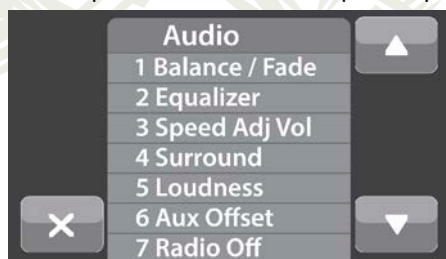 Audio
1 Balance / Fade
2 Equalizer
3 Speed Adj Vol
4 Surround
5 Loudness
6 Aux Offset
7 Radio Off